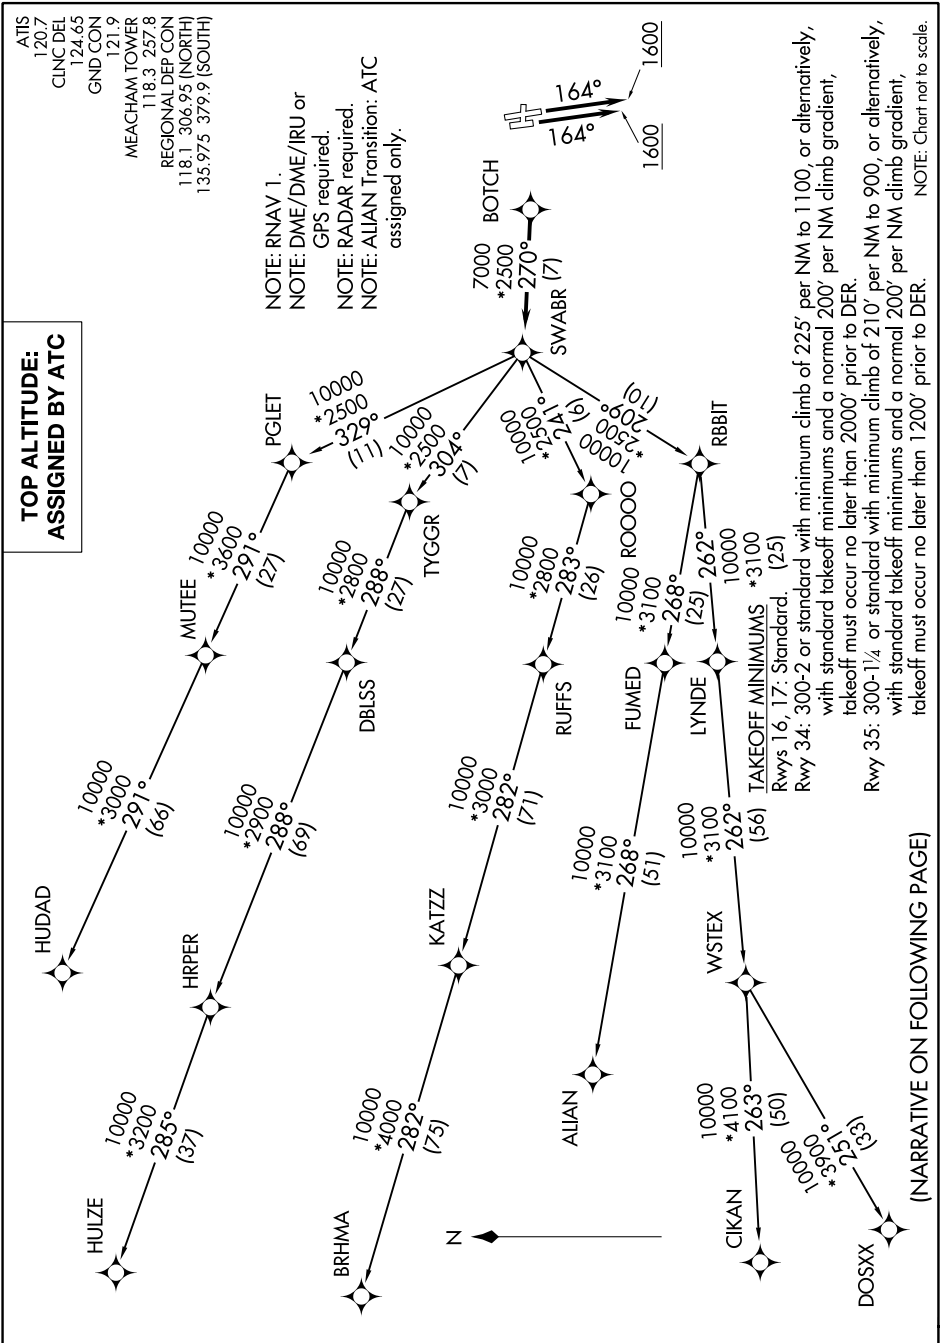 TOP ALTITUDE:
ASSIGNED BY ATC
ATIS
120.7
CLNC DEL
124.65
GND CON
121.9
MEACHAM TOWER
118.3 257.8
REGIONAL DEP CON
118.1 306.95 (NORTH)
135.975 379.9 (SOUTH)
NOTE: RNAV 1.
NOTE: DME/DME/IRU or
GPS required.
NOTE: RADAR required.
NOTE: ALIAN Transition: ATC
assigned only.
HUDAD
10000
*3000
291°
(66)
MUTEE
10000
*3600
291°
(27)
PGLET
10000
*2500
329°
(11)
HULZE
10000
*3200
285°
(37)
HRPER
10000
*2900
288°
(69)
DBLSS
10000
*2800
288°
(27)
TYGGR
10000
*2500
304°
(7)
SWABR
7000
*2500
270°
(7)
BOTCH
164°
164°
1600
1600
BRHMA
10000
*4000
282°
(75)
KATZZ
10000
*3000
282°
(71)
RUFFS
10000
*2800
283°
(26)
ROOOO
10000
*2500
241°
(6)
ALIAN
10000
*3100
268°
(51)
FUMED
10000
*3100
268°
(25)
RBBIT
10000
*2500
209°
(10)
N
CIKAN
10000
*4100
263°
(50)
WSTEX
10000
*3100
262°
(56)
LYNDE
262°
10000
*3100
(25)
DOSXX
10000
*3900
251°
(33)
TAKEOFF MINIMUMS
Rwys 16, 17: Standard.
Rwy 34: 300-2 or standard with minimum climb of 225' per NM to 1100, or alternatively,
with standard takeoff minimums and a normal 200' per NM climb gradient,
takeoff must occur no later than 2000' prior to DER.
Rwy 35: 300-1¼ or standard with minimum climb of 210' per NM to 900, or alternatively,
with standard takeoff minimums and a normal 200' per NM climb gradient,
takeoff must occur no later than 1200' prior to DER.
NOTE: Chart not to scale.
(NARRATIVE ON FOLLOWING PAGE)